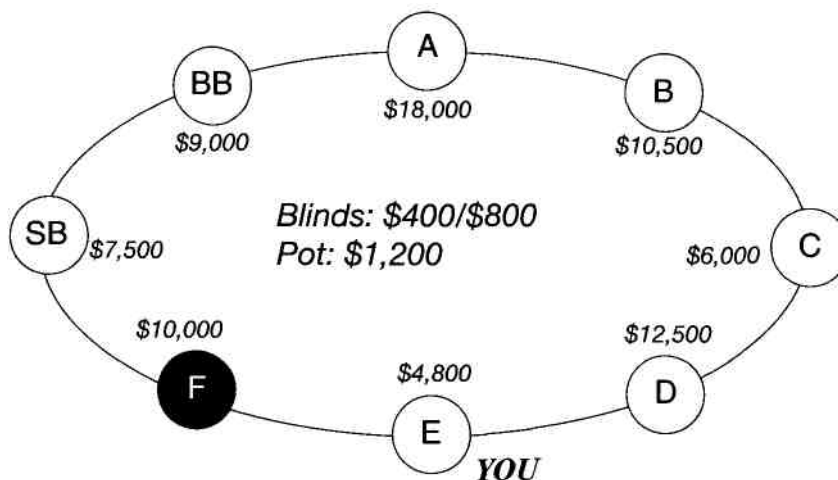 A
BB
B
$18,000
$9,000
$10,500
Blinds: $400/$800
SB
$7,500
Pot: $1,200
$6,000
C
$10,000
$12,500
F
$4,800
D
E
YOU